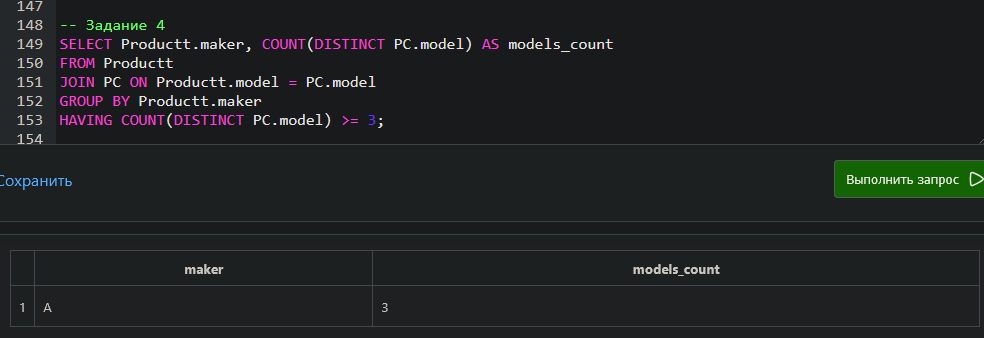 147
148 -- Задание 4
149 SELECT Productt.maker, COUNT(DISTINCT PC.model) AS models_count
150 FROM Productt
151 JOIN PC ON Productt.model = PC.model
152 GROUP BY Productt.maker
153 HAVING COUNT(DISTINCT PC.model) >= 3;
154
Сохранить
Выполнить запрос
maker models_count
1 A 3